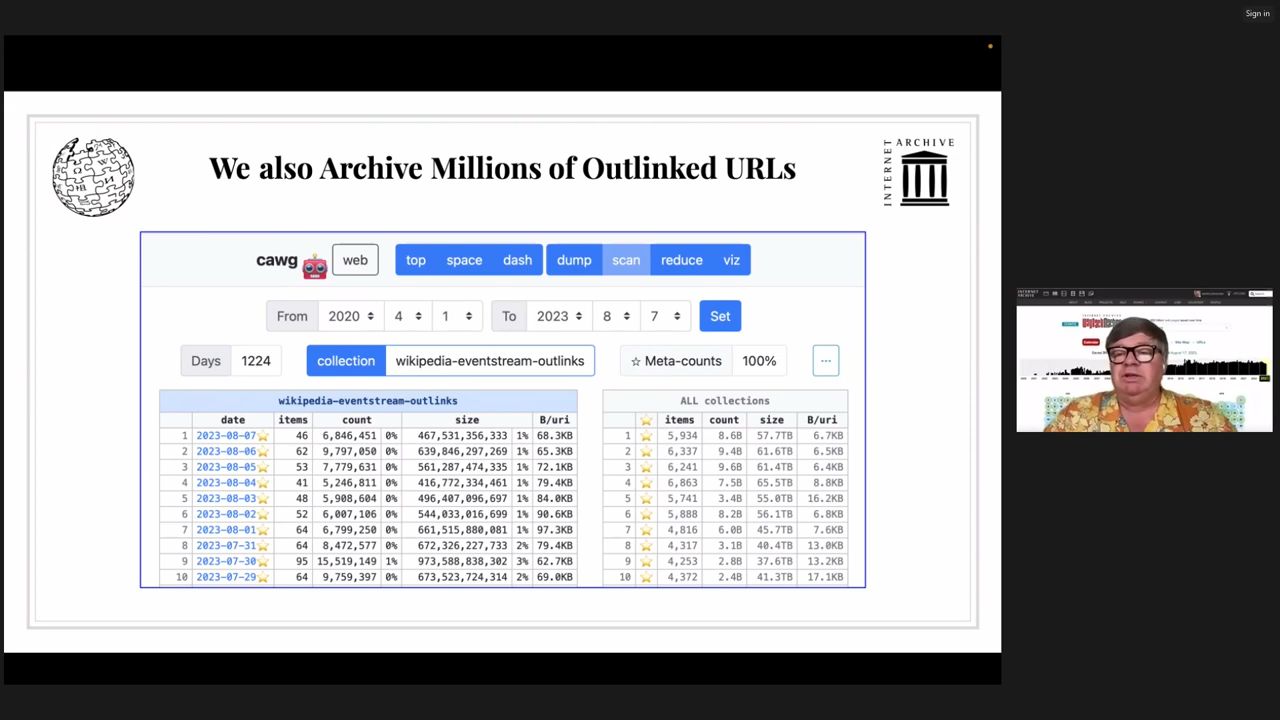 Sign in
We also Archive Millions of Outlinked URLs
INTERNET ARCHIVE
cawg web top space dash dump scan reduce viz
From 2020 4 1 To 2023 8 7 Set
Days 1224 collection wikipedia-eventstream-outlinks ☆ Meta-counts 100% ...
wikipedia-eventstream-outlinks
date items count size B/uri
1 2023-08-07⭐ 46 6,846,451 0% 467,531,356,333 1% 68.3KB
2 2023-08-06⭐ 62 9,797,050 0% 639,846,297,269 1% 65.3KB
3 2023-08-05⭐ 53 7,779,631 0% 561,287,474,335 1% 72.1KB
4 2023-08-04⭐ 41 5,246,811 0% 416,772,334,461 1% 79.4KB
5 2023-08-03⭐ 48 5,908,604 0% 496,407,096,697 1% 84.0KB
6 2023-08-02⭐ 52 6,007,106 0% 544,033,016,699 1% 90.6KB
7 2023-08-01⭐ 64 6,799,250 0% 661,515,880,081 1% 97.3KB
8 2023-07-31⭐ 64 8,472,577 0% 672,326,227,733 2% 79.4KB
9 2023-07-30⭐ 95 15,519,149 1% 973,588,838,302 3% 62.7KB
10 2023-07-29⭐ 64 9,759,397 0% 673,523,724,314 2% 69.0KB
ALL collections
⭐ items count size B/uri
1 ⭐ 5,934 8.6B 57.7TB 6.7KB
2 ⭐ 6,337 9.4B 61.6TB 6.5KB
3 ⭐ 6,241 9.6B 61.4TB 6.4KB
4 ⭐ 6,863 7.5B 65.5TB 8.8KB
5 ⭐ 5,741 3.4B 55.0TB 16.2KB
6 ⭐ 5,888 8.2B 56.1TB 6.8KB
7 ⭐ 4,816 6.0B 45.7TB 7.6KB
8 ⭐ 4,317 3.1B 40.4TB 13.0KB
9 ⭐ 4,253 2.8B 37.6TB 13.2KB
10 ⭐ 4,372 2.4B 41.3TB 17.1KB